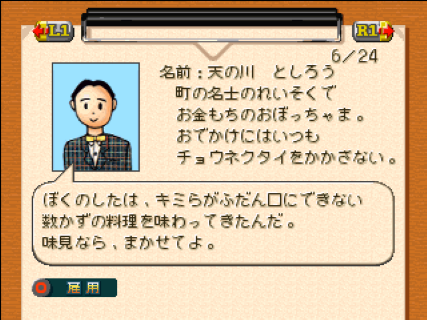 L1
R1
6/24
名前：天の川 としろう
町の名士のれいそくで
お金もちのおぼっちゃま。
おでかけにはいつも
チョウネクタイをかかざない。
ぼくのしたは、キミらがふだん口にできない
数かずの料理を味わってきたんだ。
味見なら、まかせてよ。
雇用